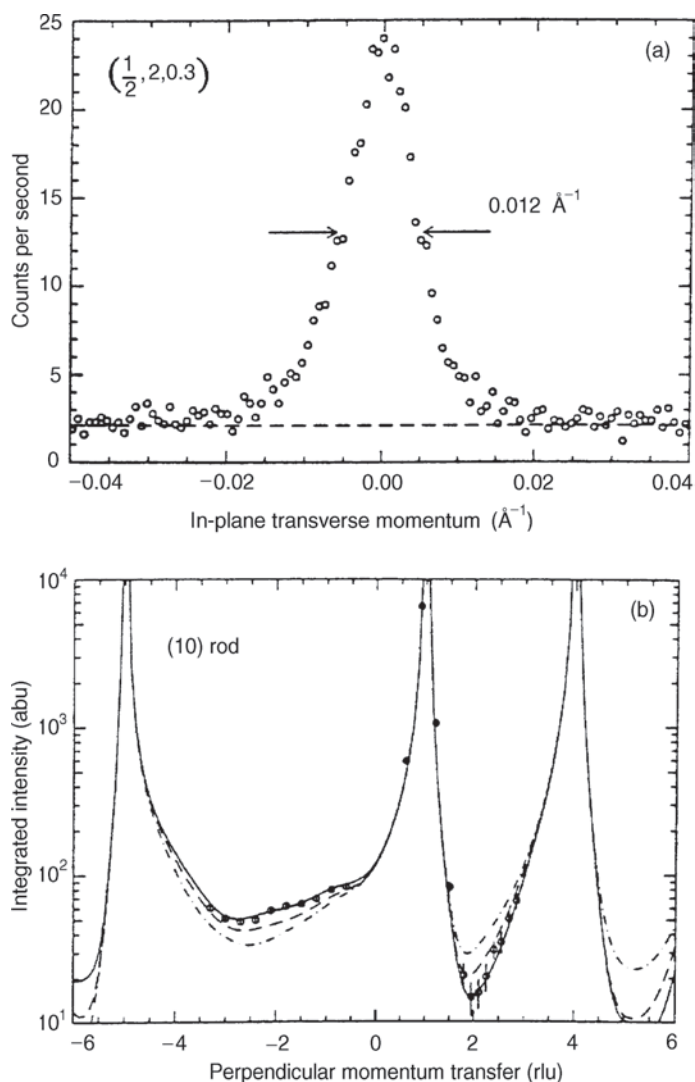 (a)
(1/2, 2, 0.3)
0.012 Å⁻¹
Counts per second
25
20
15
10
5
0
−0.04 −0.02 0.00 0.02 0.04
In-plane transverse momentum (Å⁻¹)
(b)
(10) rod
Integrated intensity (abu)
10⁴
10³
10²
10¹
−6 −4 −2 0 2 4 6
Perpendicular momentum transfer (rlu)